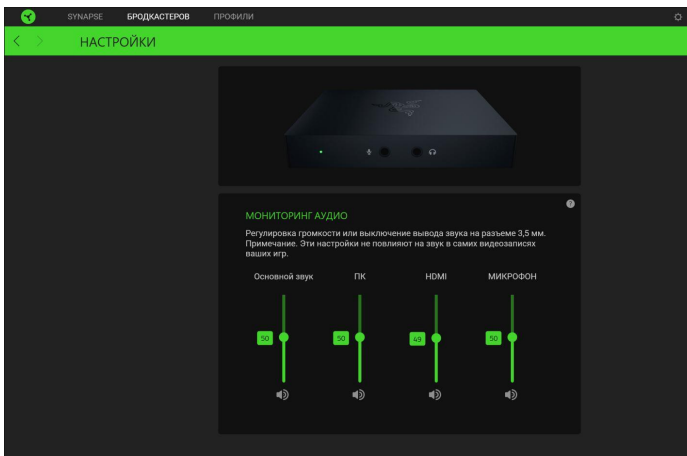 SYNAPSE БРОДКАСТЕРОВ ПРОФИЛИ
НАСТРОЙКИ
МОНИТОРИНГ АУДИО
Регулировка громкости или выключение вывода звука на разъеме 3,5 мм.
Примечание. Эти настройки не повлияют на звук в самих видеозаписях
ваших игр.
Основной звук ПК HDMI МИКРОФОН
50 50 49 50